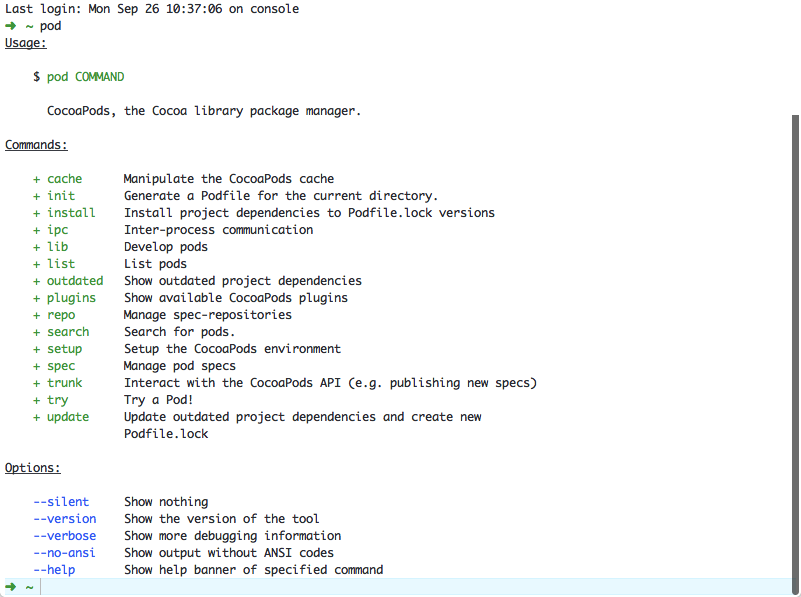 Last login: Mon Sep 26 10:37:06 on console
➜ ~ pod
Usage:
$ pod COMMAND
CocoaPods, the Cocoa library package manager.
Commands:
+ cache Manipulate the CocoaPods cache
+ init Generate a Podfile for the current directory.
+ install Install project dependencies to Podfile.lock versions
+ ipc Inter-process communication
+ lib Develop pods
+ list List pods
+ outdated Show outdated project dependencies
+ plugins Show available CocoaPods plugins
+ repo Manage spec-repositories
+ search Search for pods.
+ setup Setup the CocoaPods environment
+ spec Manage pod specs
+ trunk Interact with the CocoaPods API (e.g. publishing new specs)
+ try Try a Pod!
+ update Update outdated project dependencies and create new
Podfile.lock
Options:
--silent Show nothing
--version Show the version of the tool
--verbose Show more debugging information
--no-ansi Show output without ANSI codes
--help Show help banner of specified command
➜ ~